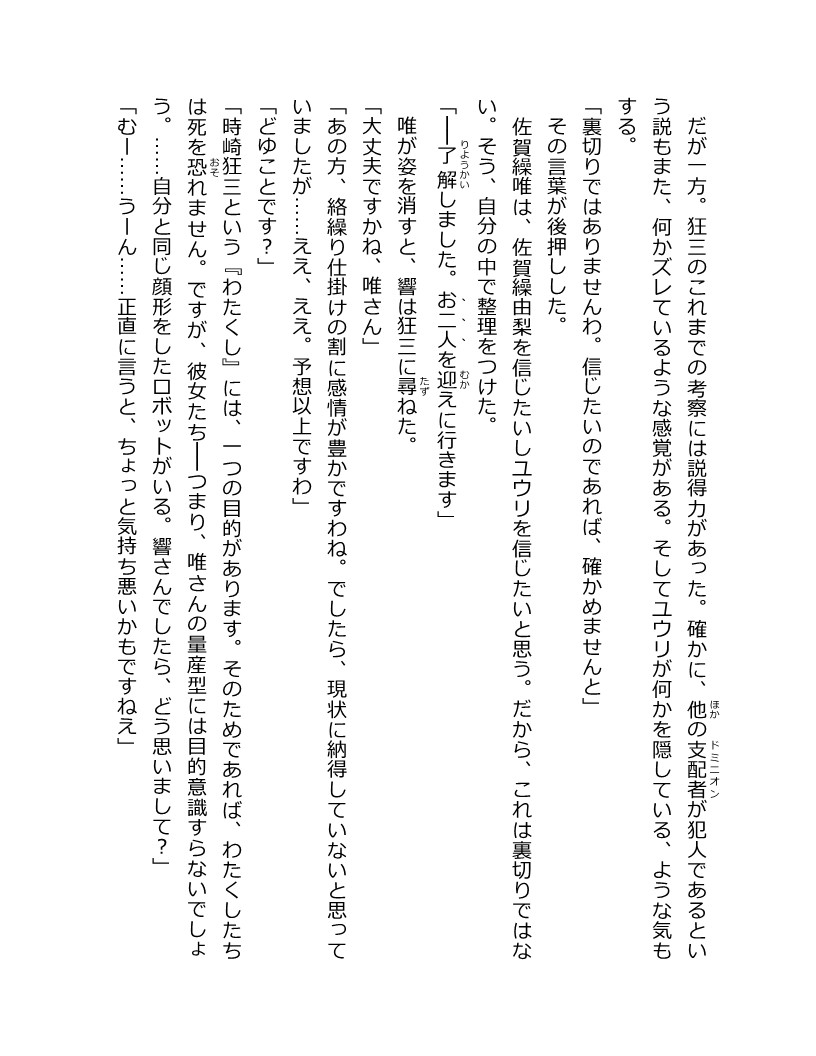 だが一方。狂三のこれまでの考察には説得力があった。確かに、他の支配者が犯人であるとい
う説もまた、何かズレているような感覚がある。そしてユウリが何かを隠している、ような気も
する。
「裏切りではありませんわ。信じたいのであれば、確かめませんと」
その言葉が後押しした。
佐賀繰唯は、佐賀繰由梨を信じたいしユウリを信じたいと思う。だから、これは裏切りではな
い。そう、自分の中で整理をつけた。
「──了解しました。お二人を迎えに行きます」
唯が姿を消すと、響は狂三に尋ねた。
「大丈夫ですかね、唯さん」
「あの方、絡繰り仕掛けの割に感情が豊かですわね。でしたら、現状に納得していないと思って
いましたが……ええ、ええ。予想以上ですわ」
「どゆことです？」
「時崎狂三という『わたくし』には、一つの目的があります。そのためであれば、わたくしたち
は死を恐れません。ですが、彼女たち──つまり、唯さんの量産型には目的意識すらないでしょ
う。……自分と同じ顔形をしたロボットがいる。響さんでしたら、どう思いまして？」
「むー……うーん……正直に言うと、ちょっと気持ち悪いかもですねえ」